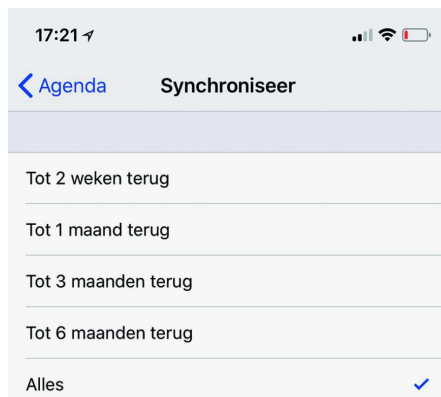 17:21
Agenda Synchroniseer
Tot 2 weken terug
Tot 1 maand terug
Tot 3 maanden terug
Tot 6 maanden terug
Alles